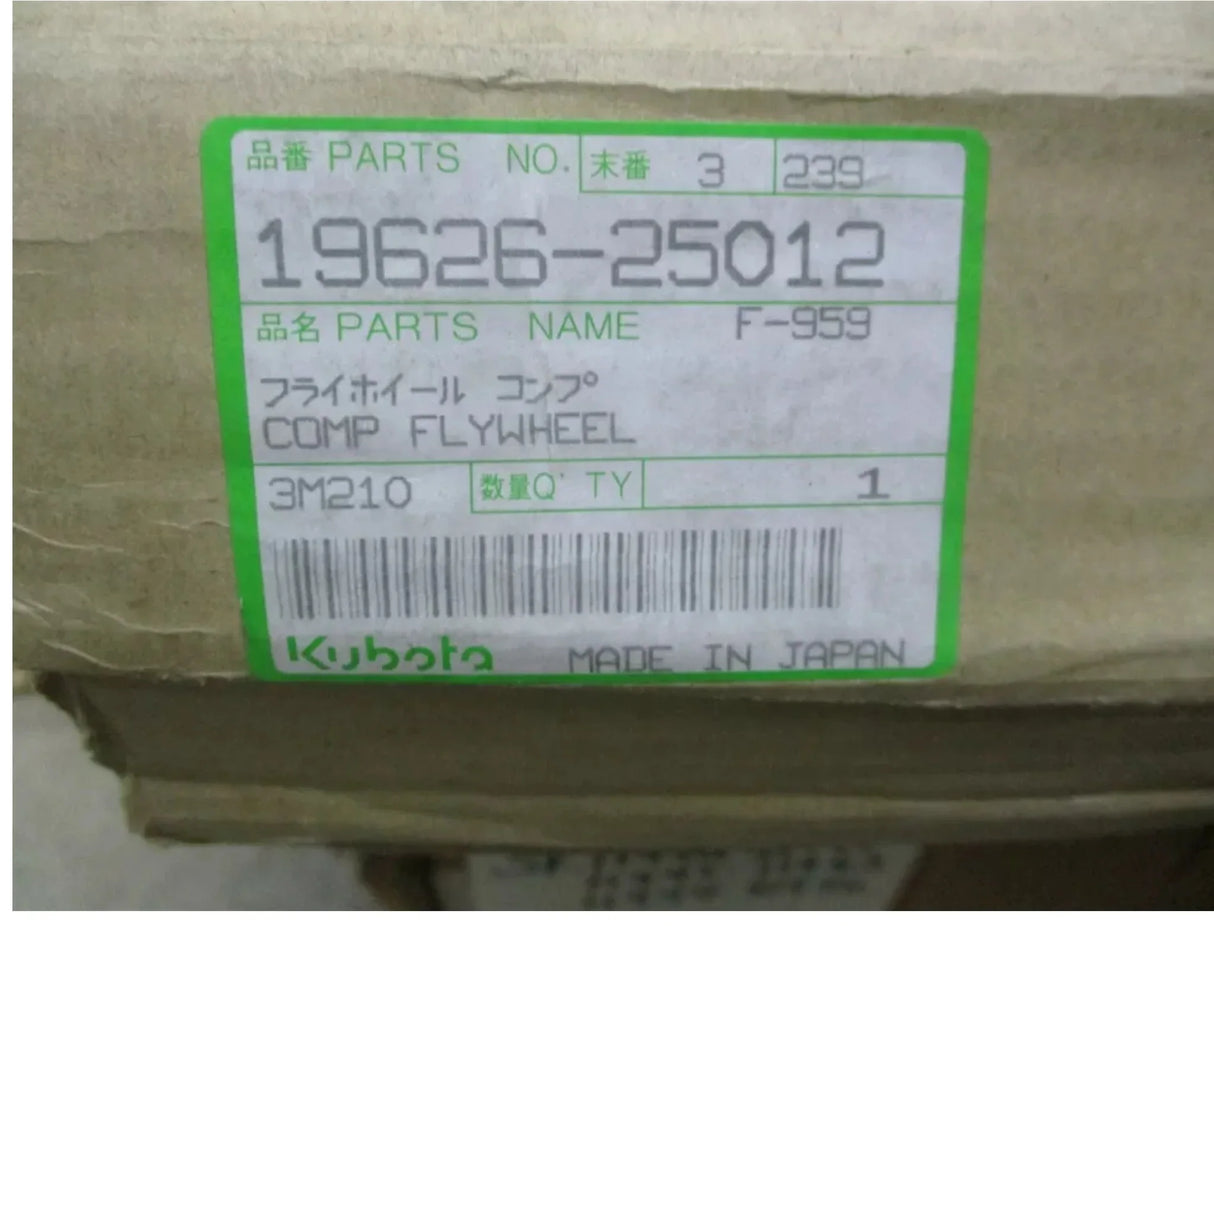 品番 PARTS NO. 末番 3 239
19626-25012
品名 PARTS NAME F-959
フライホイール コンプ
COMP FLYWHEEL
3M210 数量Q'TY 1
Kubota MADE IN JAPAN